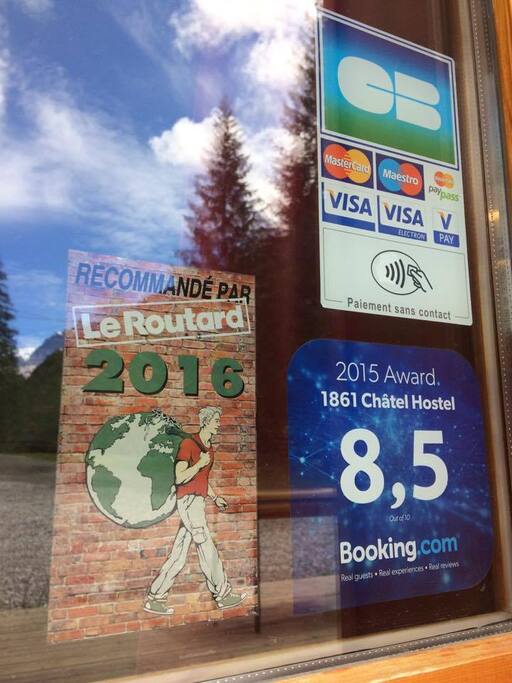 RECOMMANDÉ PAR
Le Routard
2016
CB
MasterCard
Maestro
paypass
VISA
VISA
ELECTRON
V
PAY
Paiement sans contact
2015 Award.
1861 Châtel Hostel
8,5
Out of 10
Booking.com
Real guests • Real experiences • Real reviews